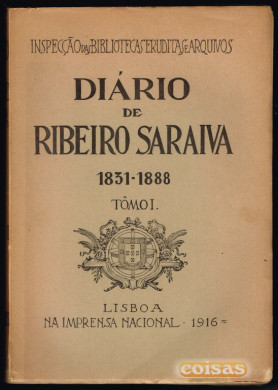 INSPECÇÃO DAS BIBLIOTECAS ERUDITAS E ARQUIVOS
DIÁRIO
DE
RIBEIRO SARAIVA
1831-1888
TÔMO I.
LISBOA
NA IMPRENSA NACIONAL · 1916=
coisas